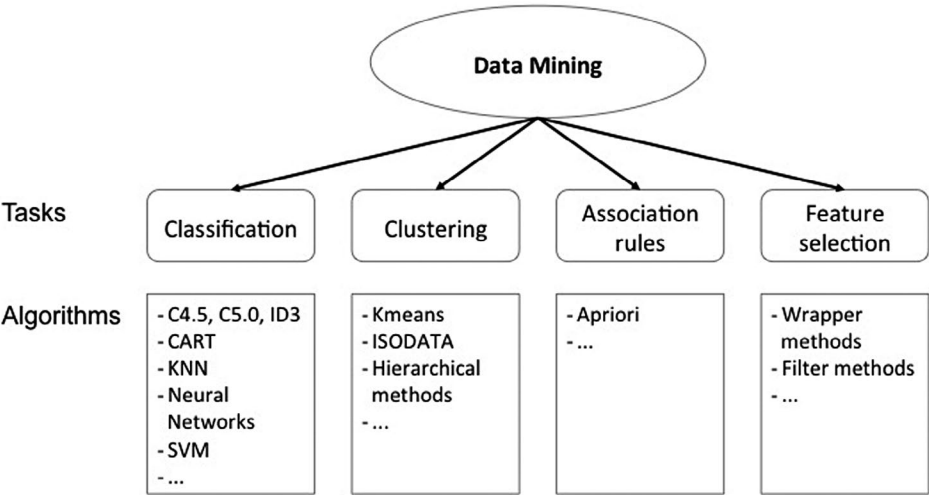 Data Mining
Tasks
Classification
Clustering
Association
rules
Feature
selection
Algorithms
- C4.5, C5.0, ID3
- CART
- KNN
- Neural
Networks
- SVM
- ...
- Kmeans
- ISODATA
- Hierarchical
methods
- ...
- Apriori
- ...
- Wrapper
methods
- Filter methods
- ...